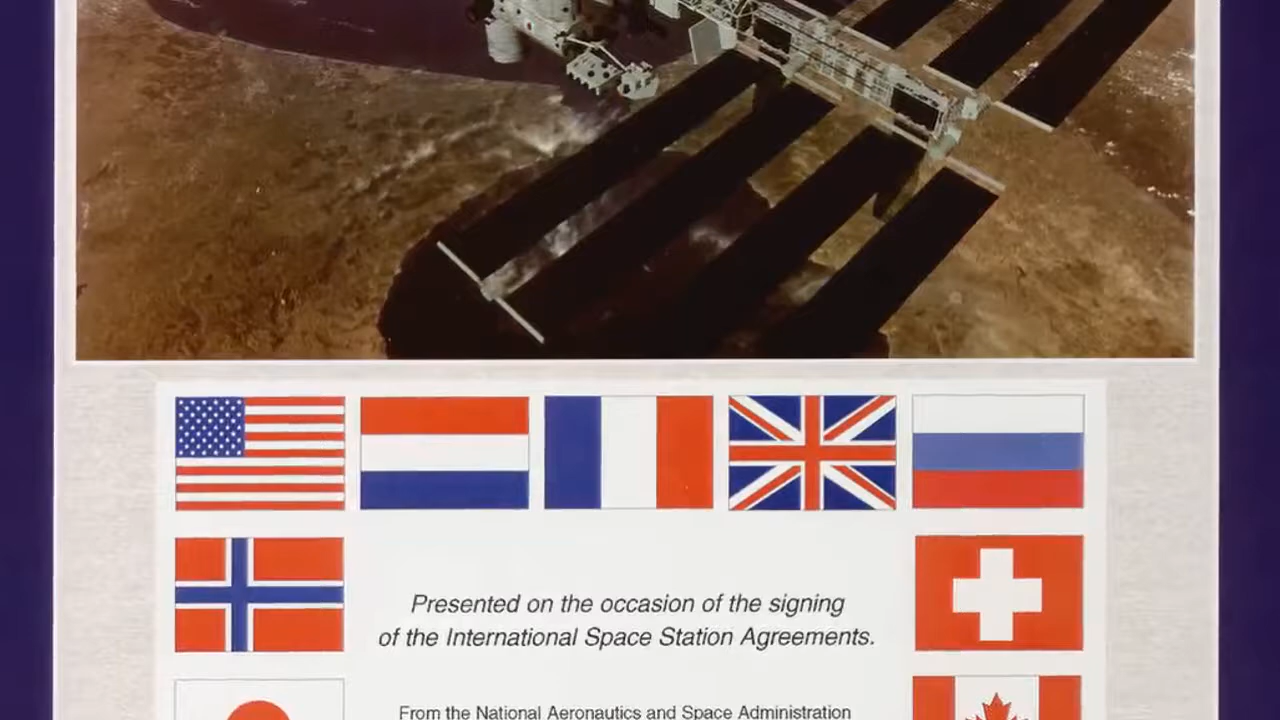 Presented on the occasion of the signing
of the International Space Station Agreements.
From the National Aeronautics and Space Administration